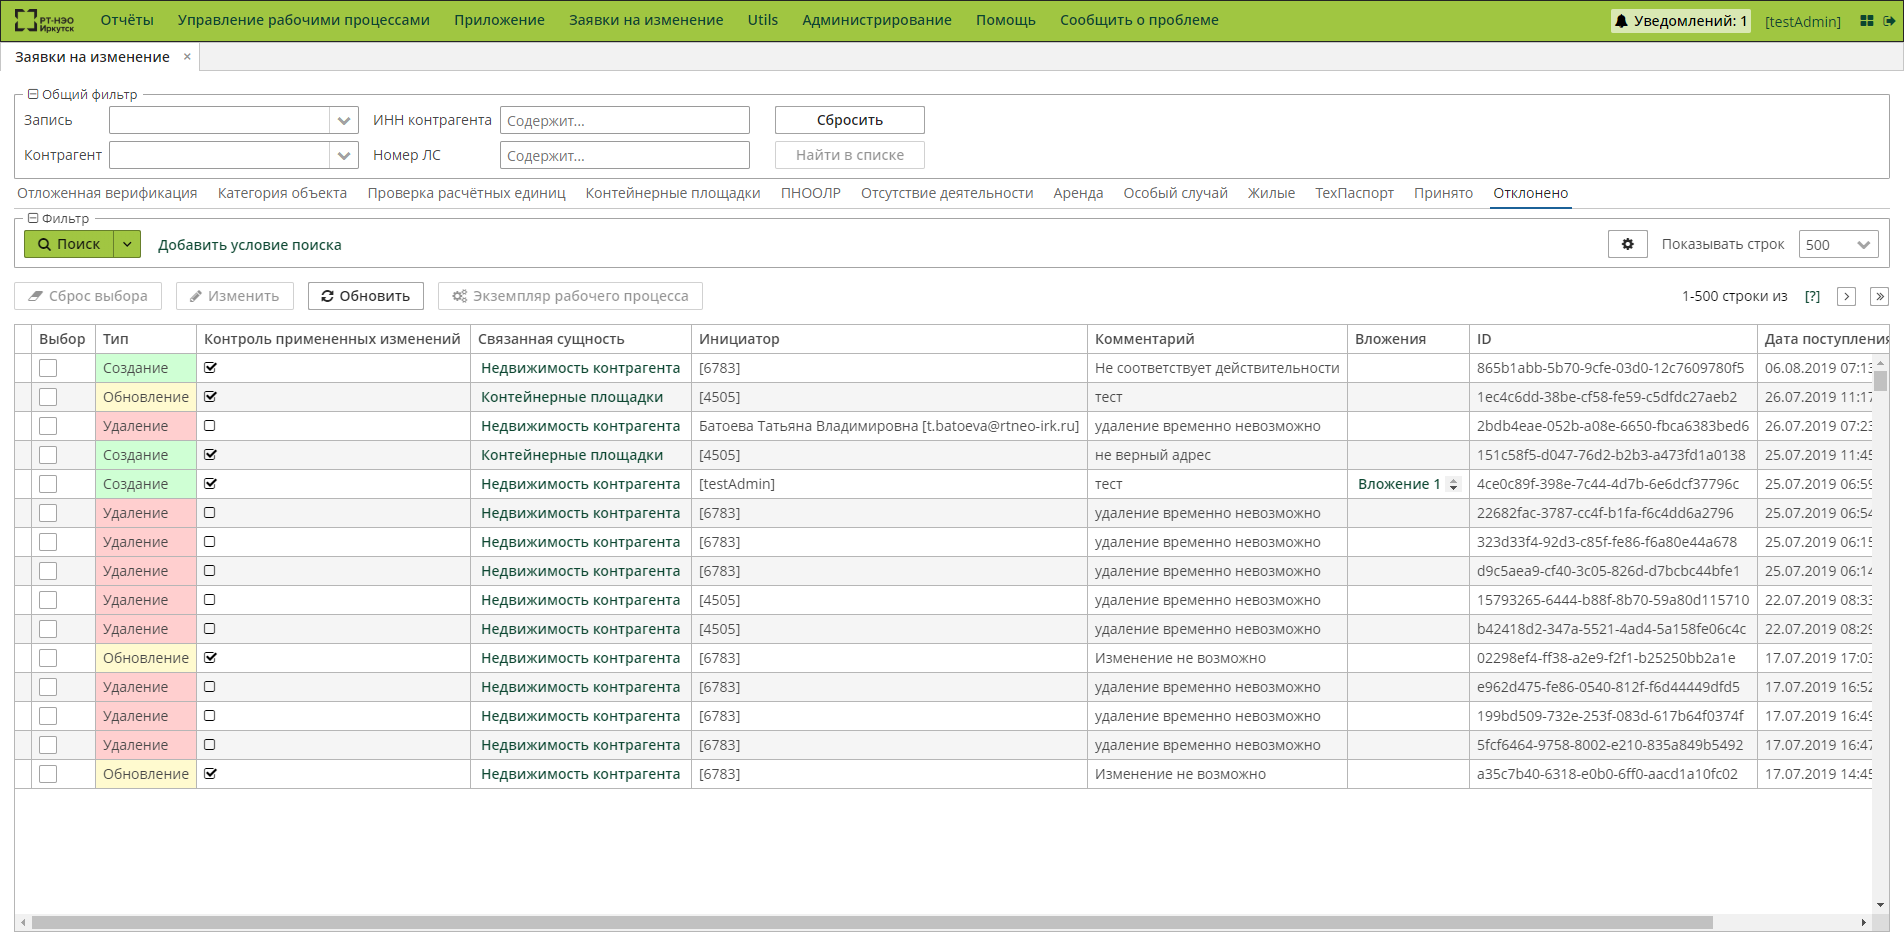 РТ-НЭО Иркутск Отчёты Управление рабочими процессами Приложение Заявки на изменение Utils Администрирование Помощь Сообщить о проблеме Уведомлений: 1 [testAdmin]
Заявки на изменение ×
Общий фильтр
Запись ИНН контрагента Содержит... Сбросить
Контрагент Номер ЛС Содержит... Найти в списке
Отложенная верификация Категория объекта Проверка расчётных единиц Контейнерные площадки ПНООЛР Отсутствие деятельности Аренда Особый случай Жилые ТехПаспорт Принято Отклонено
Фильтр
Поиск Добавить условие поиска Показывать строк 500
Сброс выбора Изменить Обновить Экземпляр рабочего процесса 1-500 строки из [?]
Выбор Тип Контроль примененных изменений Связанная сущность Инициатор Комментарий Вложения ID Дата поступления
Создание Недвижимость контрагента [6783] Не соответствует действительности 865b1abb-5b70-9cfe-03d0-12c7609780f5 06.08.2019 07:13
Обновление Контейнерные площадки [4505] тест 1ec4c6dd-38be-cf58-fe59-c5dfdc27aeb2 26.07.2019 11:17
Удаление Недвижимость контрагента Батоева Татьяна Владимировна [t.batoeva@rtneo-irk.ru] удаление временно невозможно 2bdb4eae-052b-a08e-6650-fbca6383bed6 26.07.2019 07:23
Создание Контейнерные площадки [4505] не верный адрес 151c58f5-d047-76d2-b2b3-a473fd1a0138 25.07.2019 11:45
Создание Недвижимость контрагента [testAdmin] тест Вложение 1 4ce0c89f-398e-7c44-4d7b-6e6dcf37796c 25.07.2019 06:59
Удаление Недвижимость контрагента [6783] удаление временно невозможно 22682fac-3787-cc4f-b1fa-f6c4dd6a2796 25.07.2019 06:54
Удаление Недвижимость контрагента [6783] удаление временно невозможно 323d33f4-92d3-c85f-fe86-f6a80e44a678 25.07.2019 06:15
Удаление Недвижимость контрагента [6783] удаление временно невозможно d9c5aea9-cf40-3c05-826d-d7bcbc44bfe1 25.07.2019 06:14
Удаление Недвижимость контрагента [4505] удаление временно невозможно 15793265-6444-b88f-8b70-59a80d115710 22.07.2019 08:33
Удаление Недвижимость контрагента [4505] удаление временно невозможно b42418d2-347a-5521-4ad4-5a158fe06c4c 22.07.2019 08:29
Обновление Недвижимость контрагента [6783] Изменение не возможно 02298ef4-ff38-a2e9-f2f1-b25250bb2a1e 17.07.2019 17:03
Удаление Недвижимость контрагента [6783] удаление временно невозможно e962d475-fe86-0540-812f-f6d44449dfd5 17.07.2019 16:52
Удаление Недвижимость контрагента [6783] удаление временно невозможно 199bd509-732e-253f-083d-617b64f0374f 17.07.2019 16:49
Удаление Недвижимость контрагента [6783] удаление временно невозможно 5fcf6464-9758-8002-e210-835a849b5492 17.07.2019 16:47
Обновление Недвижимость контрагента [6783] Изменение не возможно a35c7b40-6318-e0b0-6ff0-aacd1a10fc02 17.07.2019 14:45